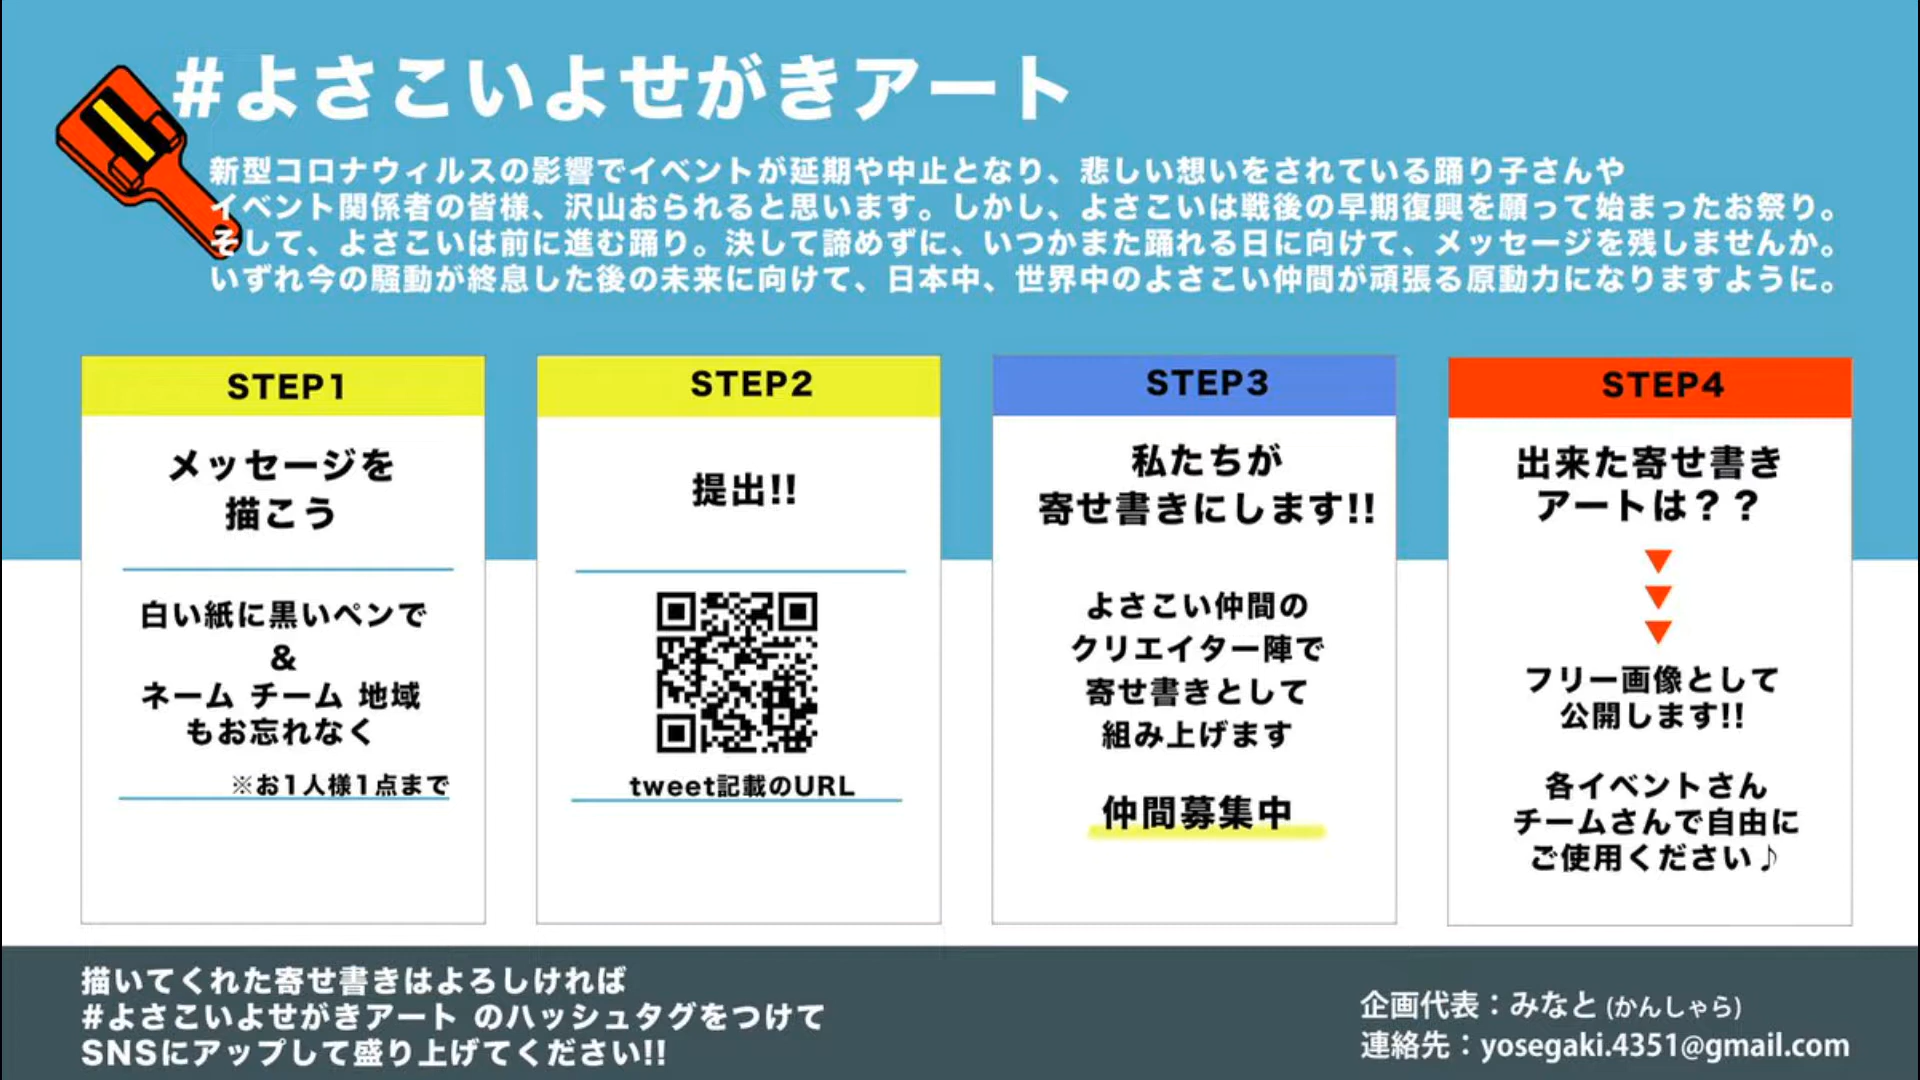 #よさこいよせがきアート
新型コロナウィルスの影響でイベントが延期や中止となり、悲しい想いをされている踊り子さんや
イベント関係者の皆様、沢山おられると思います。しかし、よさこいは戦後の早期復興を願って始まったお祭り。
そして、よさこいは前に進む踊り。決して諦めずに、いつかまた踊れる日に向けて、メッセージを残しませんか。
いずれ今の騒動が終息した後の未来に向けて、日本中、世界中のよさこい仲間が頑張る原動力になりますように。
STEP1
メッセージを
描こう
白い紙に黒いペンで
&
ネーム チーム 地域
もお忘れなく
※お1人様1点まで
STEP2
提出!!
tweet記載のURL
STEP3
私たちが
寄せ書きにします!!
よさこい仲間の
クリエイター陣で
寄せ書きとして
組み上げます
仲間募集中
STEP4
出来た寄せ書き
アートは？？
フリー画像として
公開します!!
各イベントさん
チームさんで自由に
ご使用ください♪
描いてくれた寄せ書きはよろしければ
#よさこいよせがきアート のハッシュタグをつけて
SNSにアップして盛り上げてください!!
企画代表：みなと (かんしゃら)
連絡先：yosegaki.4351@gmail.com